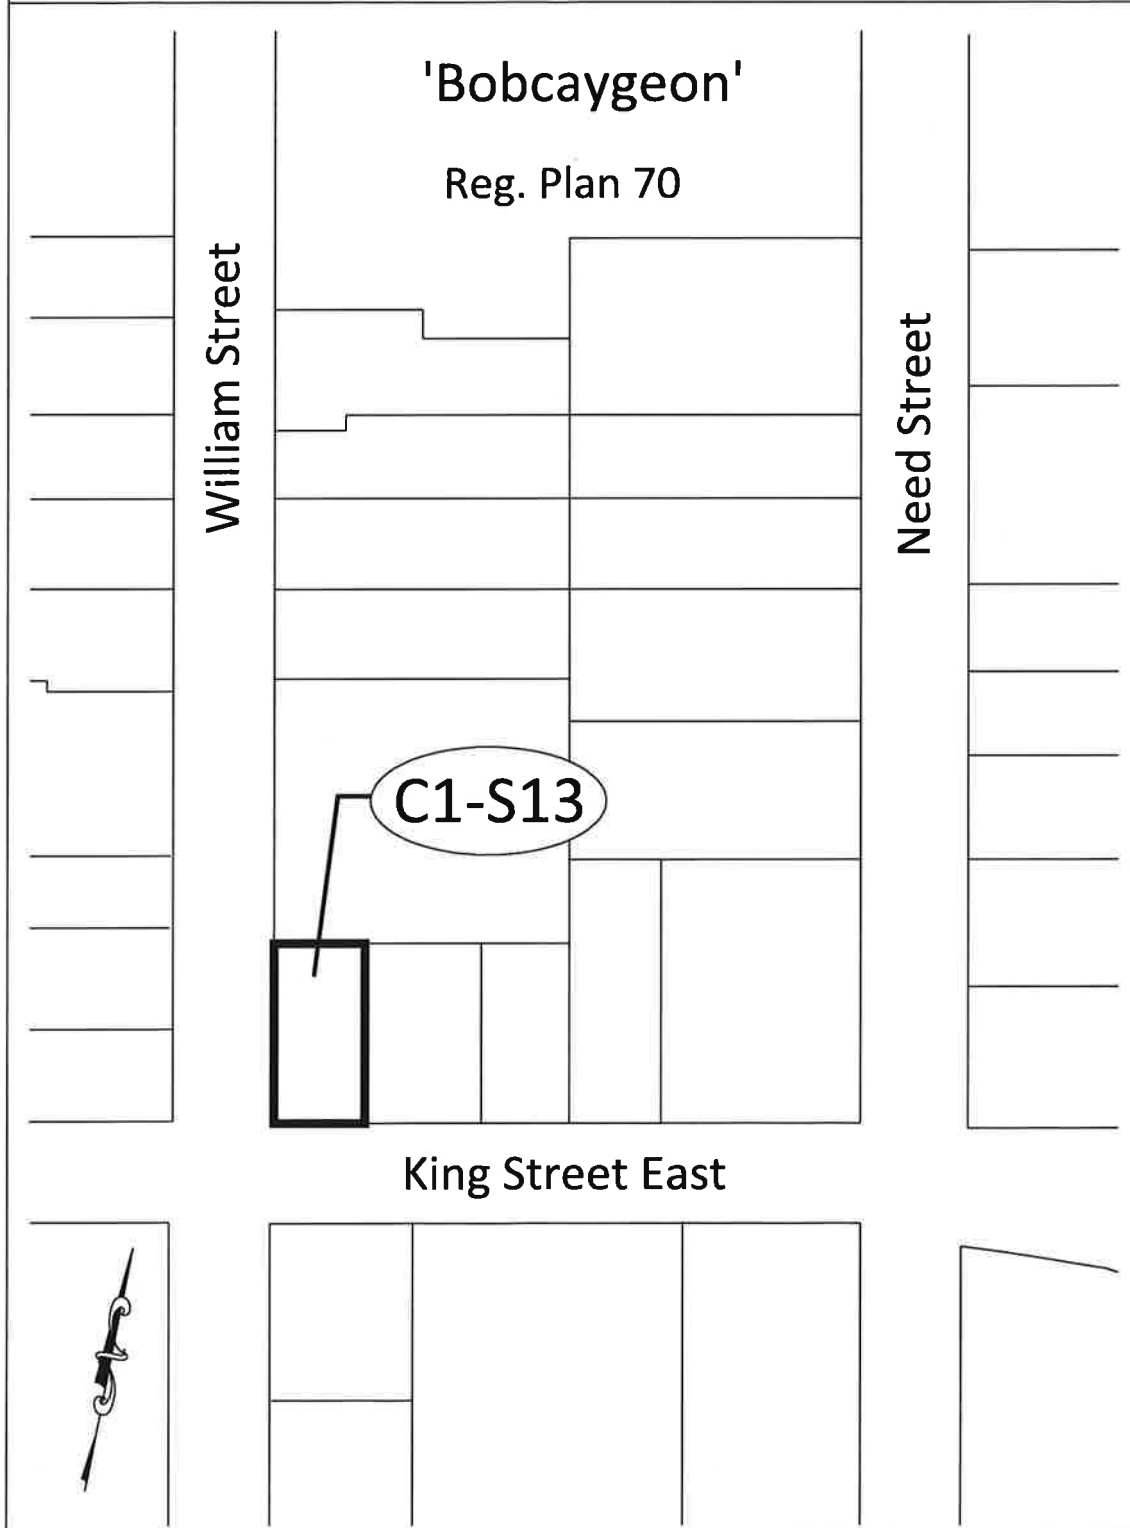 'Bobcaygeon'
Reg. Plan 70
William Street
Need Street
C1-S13
King Street East